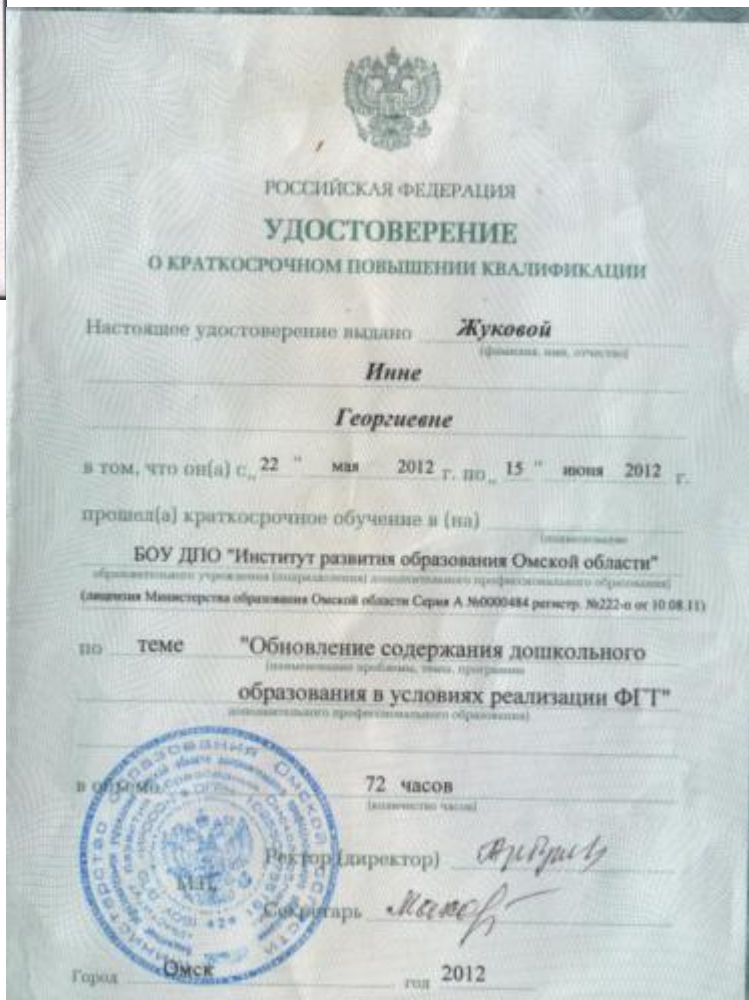 РОССИЙСКАЯ ФЕДЕРАЦИЯ
УДОСТОВЕРЕНИЕ
О КРАТКОСРОЧНОМ ПОВЫШЕНИИ КВАЛИФИКАЦИИ
Настоящее удостоверение выдано Жуковой
(фамилия, имя, отчество)
Инне
Георгиевне
в том, что он(а) с „ 22 " мая 2012 г. по „ 15 " июня 2012 г.
прошел(а) краткосрочное обучение в (на)
(наименование
БОУ ДПО "Институт развития образования Омской области"
образовательного учреждения (подразделения) дополнительного профессионального образования)
(лицензия Министерства образования Омской области Серия А №0000484 регистр. №222-п от 10.08.11)
по теме "Обновление содержания дошкольного
(наименование проблемы, темы, программы
образования в условиях реализации ФГТ"
дополнительного профессионального образования)
в объеме 72 часов
(количество часов)
Ректор (директор)
М.П.
Секретарь
Город Омск год 2012